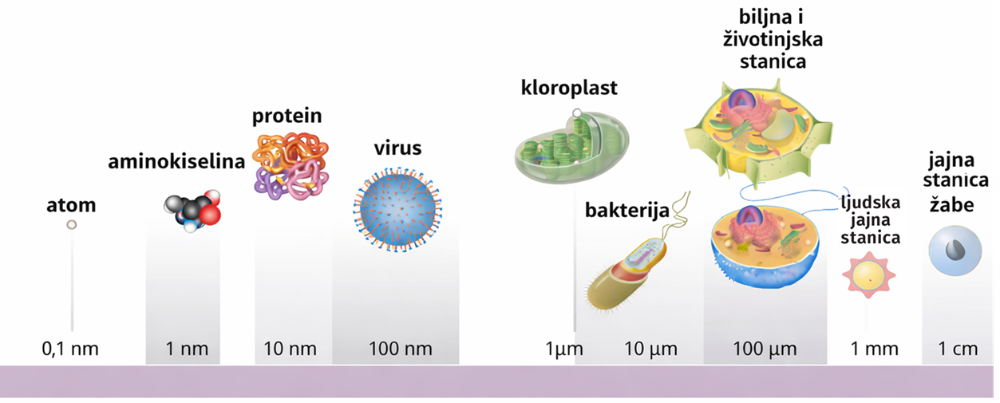 atom
aminokiselina
protein
virus
kloroplast
bakterija
biljna i
životinjska
stanica
ljudska
jajna
stanica
jajna
stanica
žabe
0,1 nm
1 nm
10 nm
100 nm
1µm
10 µm
100 µm
1 mm
1 cm